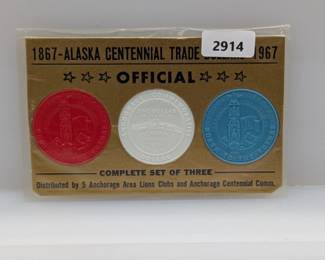 2914
1867-ALASKA CENTENNIAL TRADE 1967
OFFICIAL
COMPLETE SET OF THREE
Distributed by 5 Anchorage Area Lions Clubs and Anchorage Centennial Comm.